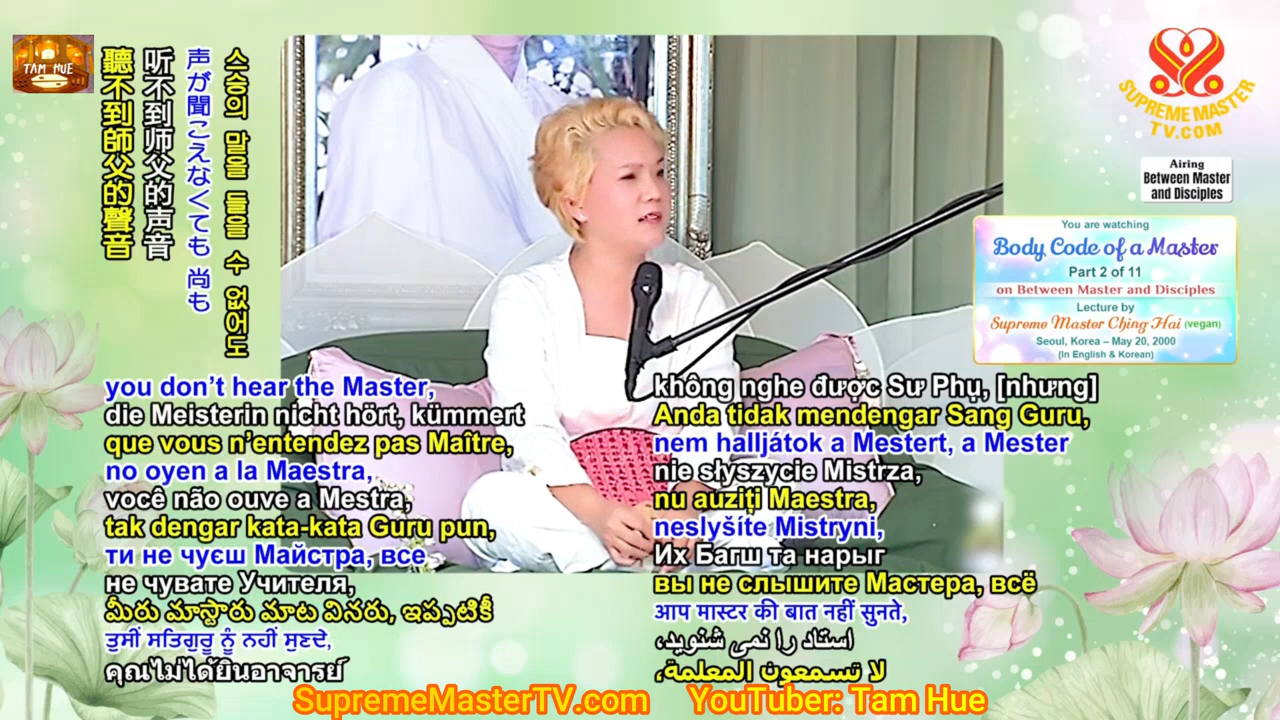 TAM HUE
聽不到師父的聲音
听不到师父的声音
声が聞こえなくても 尚も
스승의 말을 들을 수 없어도
SUPREME MASTER
TV.COM
Airing
Between Master
and Disciples
You are watching
Body Code of a Master
Part 2 of 11
on Between Master and Disciples
Lecture by
Supreme Master Ching Hai (vegan)
Seoul, Korea – May 20, 2000
(In English & Korean)
you don't hear the Master,
die Meisterin nicht hört, kümmert
que vous n'entendez pas Maître,
no oyen a la Maestra,
você não ouve a Mestra,
tak dengar kata-kata Guru pun,
ти не чуєш Майстра, все
не чувате Учителя,
మీరు మాస్టారు మాట వినరు, ఇప్పటికీ
ਤੁਸੀਂ ਸਤਿਗੁਰੂ ਨੂੰ ਨਹੀਂ ਸੁਣਦੇ,
คุณไม่ได้ยินอาจารย์
không nghe được Sư Phụ, [nhưng]
Anda tidak mendengar Sang Guru,
nem halljátok a Mestert, a Mester
nie słyszycie Mistrza,
nu auziți Maestra,
neslyšíte Mistryni,
Их Багш та нарыг
вы не слышите Мастера, всё
आप मास्टर की बात नहीं सुनते,
استاد را نمی شنوید،
لا تسمعون المعلمة،
SupremeMasterTV.com YouTuber: Tam Hue